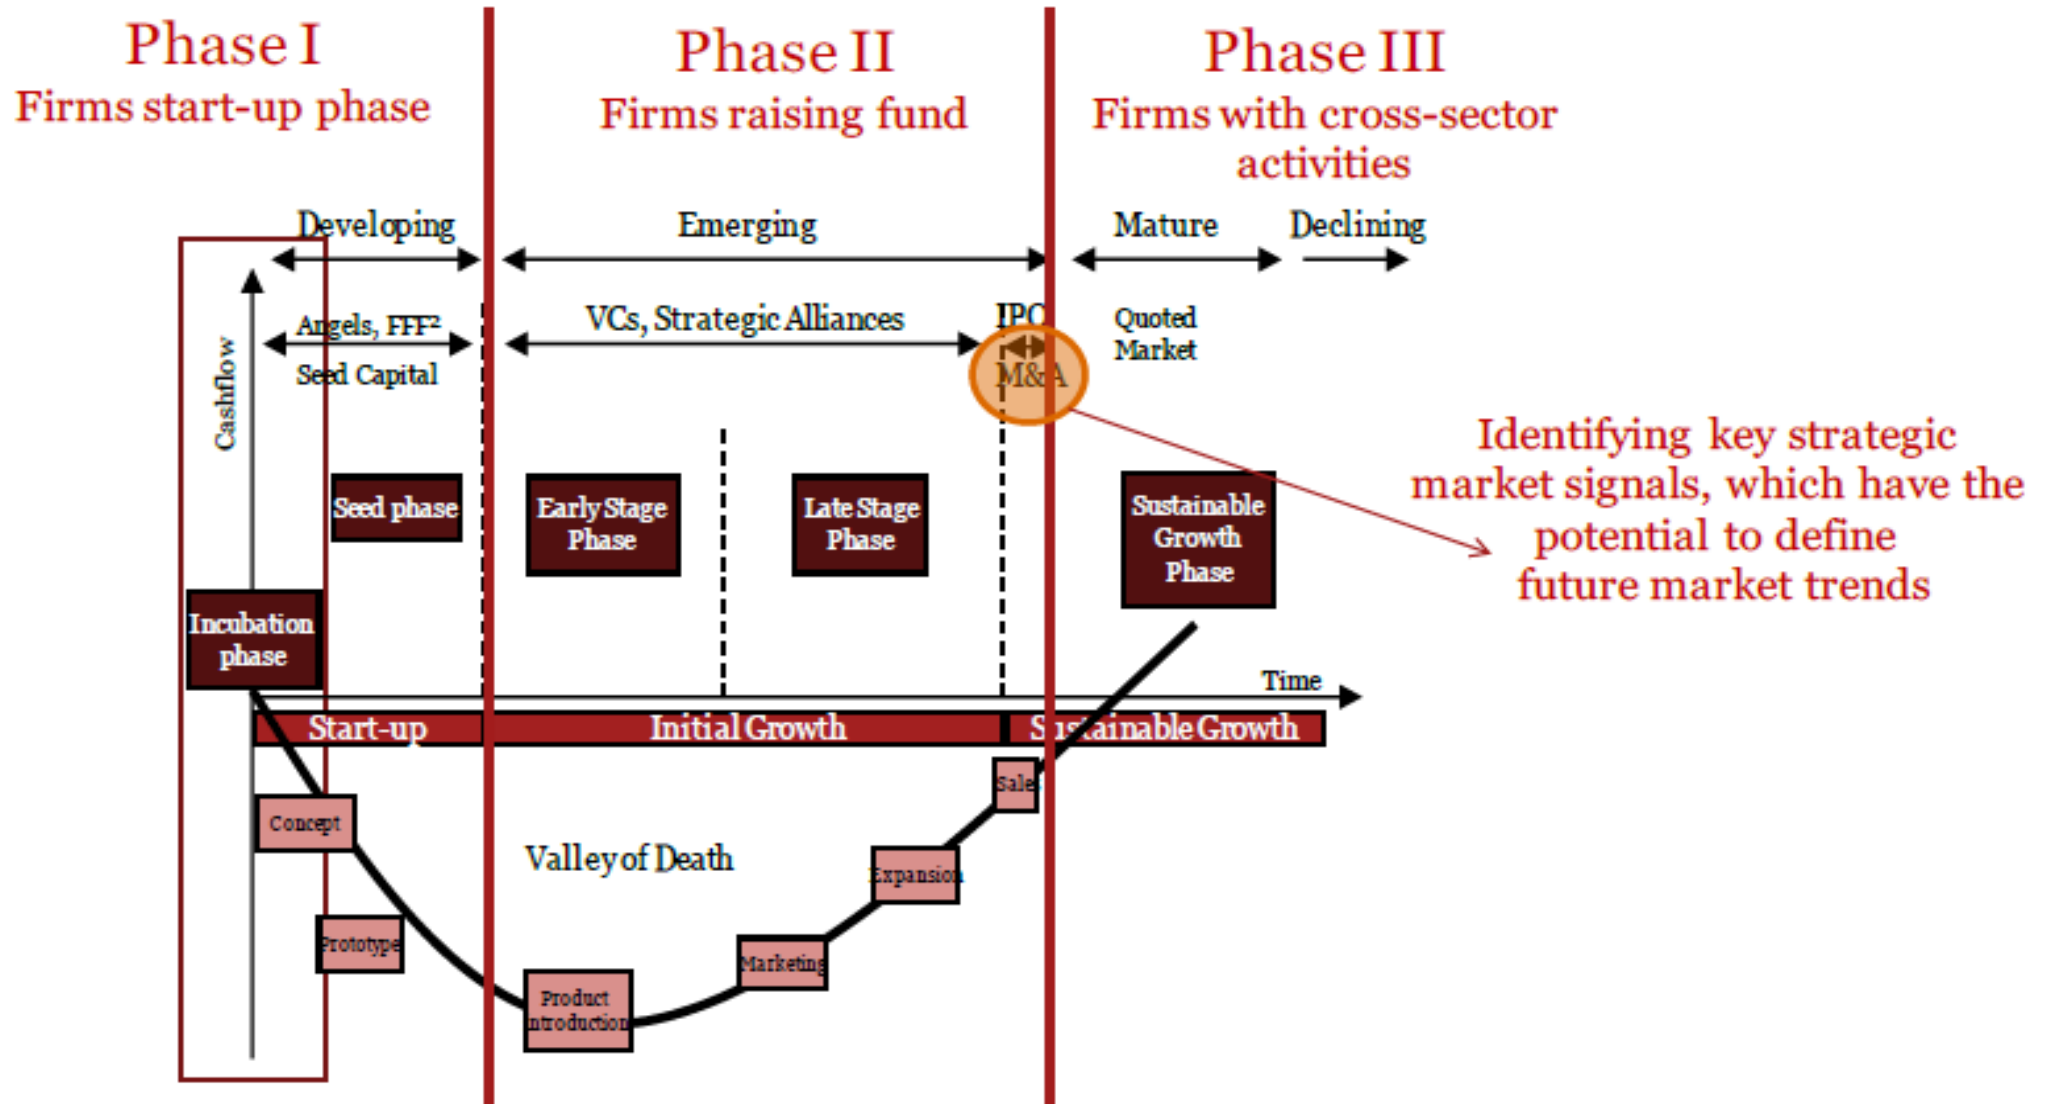 Phase I
Firms start-up phase
Phase II
Firms raising fund
Phase III
Firms with cross-sector
activities
Developing
Emerging
Mature
Declining
Angels, FFF²
Seed Capital
VCs, Strategic Alliances
IPO
M&A
Quoted
Market
Cashflow
Identifying key strategic
market signals, which have the
potential to define
future market trends
Seed phase
Early Stage
Phase
Late Stage
Phase
Sustainable
Growth
Phase
Incubation
phase
Time
Start-up
Initial Growth
Sustainable Growth
Concept
Prototype
Valley of Death
Product
Introduction
Marketing
Expansion
Sales